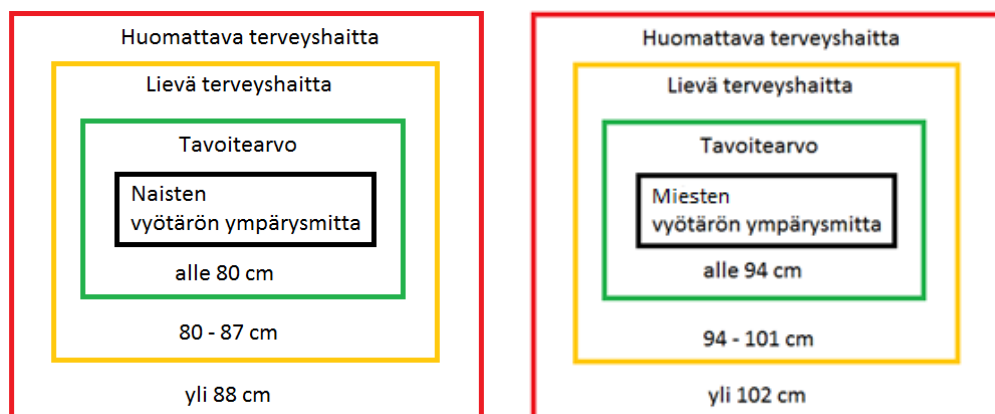 Huomattava terveyshaitta
Lievä terveyshaitta
Tavoitearvo
Naisten
vyötärön ympärysmitta
alle 80 cm
80 - 87 cm
yli 88 cm
Huomattava terveyshaitta
Lievä terveyshaitta
Tavoitearvo
Miesten
vyötärön ympärysmitta
alle 94 cm
94 - 101 cm
yli 102 cm